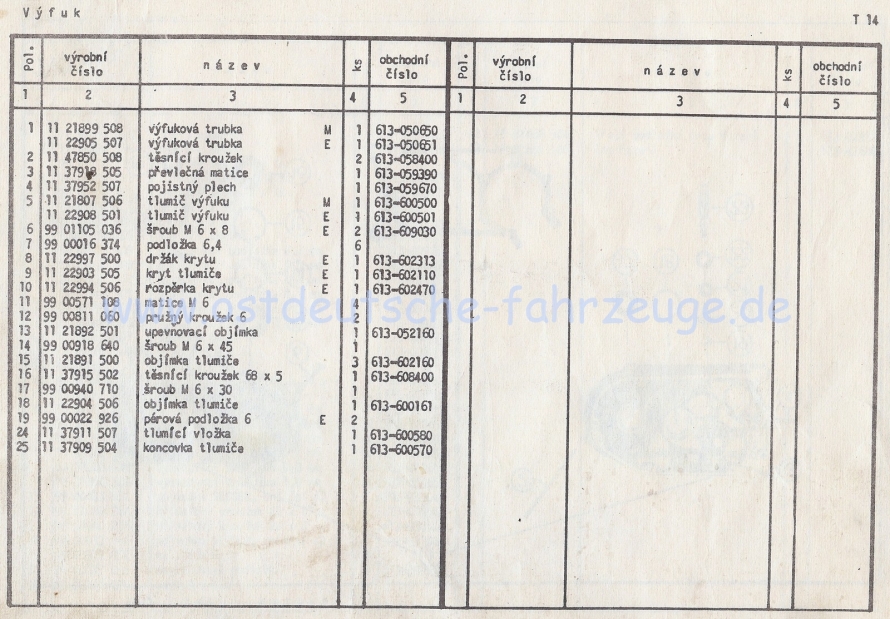 Výfuk
T 14
Pol. výrobní číslo název ks obchodní číslo Pol. výrobní číslo název ks obchodní číslo
1 2 3 4 5 1 2 3 4 5
1 11 21899 508 výfuková trubka M 1 613-050650
11 22905 507 výfuková trubka E 1 613-050651
2 11 47850 508 těsnící kroužek 2 613-058400
3 11 505 převlečná matice 1 613-059390
4 11 37952 507 pojistný plech 1 613-059670
5 11 21807 506 tlumič výfuku M 1 613-600500
11 22908 501 tlumič výfuku E 1 613-600501
6 99 01105 036 šroub M 6 x 8 E 2 613-609030
7 99 00016 374 podložka 6,4 6
8 11 22997 500 držák krytu E 1 613-602313
9 11 22903 505 kryt tlumiče E 1 613-602110
10 11 22994 506 rozpěrka krytu E 1 613-602470
11 99 00571 108 matice M 6 4
12 99 00811 060 pružný kroužek 6 2
13 11 21892 501 upevnovací objímka 1 613-052160
14 99 00918 640 šroub M 6 x 45 1
15 11 21891 500 objímka tlumiče 3 613-602160
16 11 37915 502 těsnící kroužek 68 x 5 1 613-608400
17 99 00940 710 šroub M 6 x 30 1
18 11 22904 506 objímka tlumiče 1 613-600161
19 99 00022 926 pérová podložka 6 E 2
24 11 37911 507 tlumící vložka 1 613-600580
25 11 37909 504 koncovka tlumiče 1 613-600570
www.ostdeutsche-fahrzeuge.de